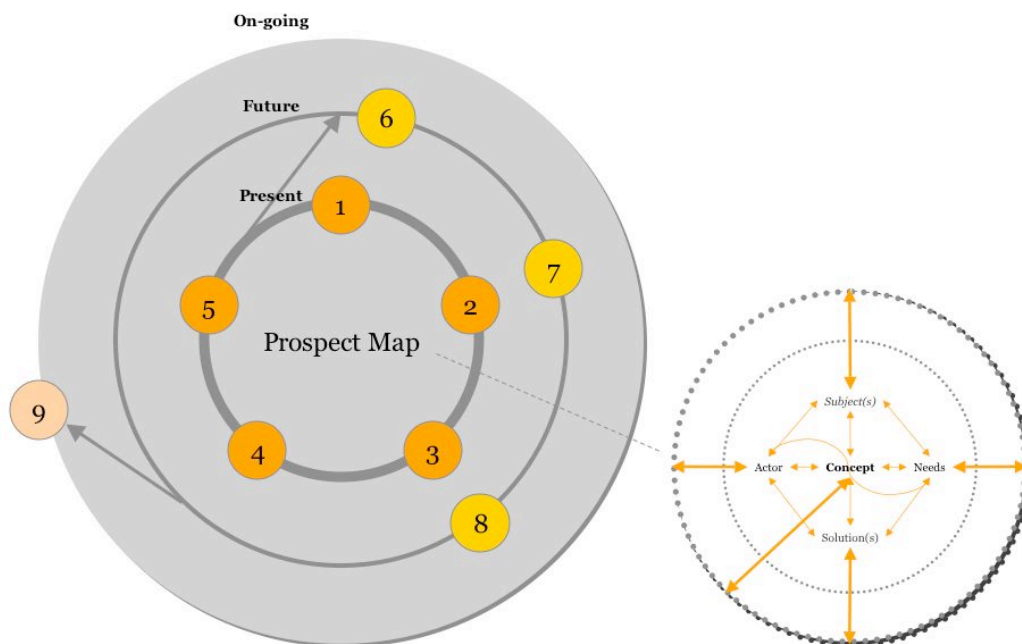 On-going
Future
6
Present
1
7
5
2
Prospect Map
9
4
3
8
Subject(s)
Actor
Concept
Needs
Solution(s)